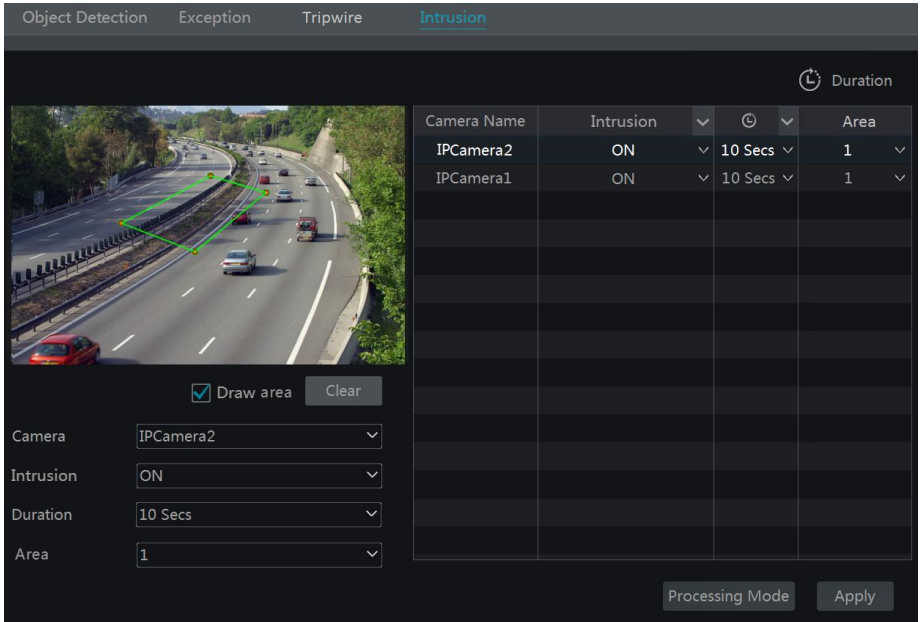 Object Detection Exception Tripwire Intrusion
Duration
Camera Name Intrusion Area
IPCamera2 ON 10 Secs 1
IPCamera1 ON 10 Secs 1
Draw area Clear
Camera IPCamera2
Intrusion ON
Duration 10 Secs
Area 1
Processing Mode Apply